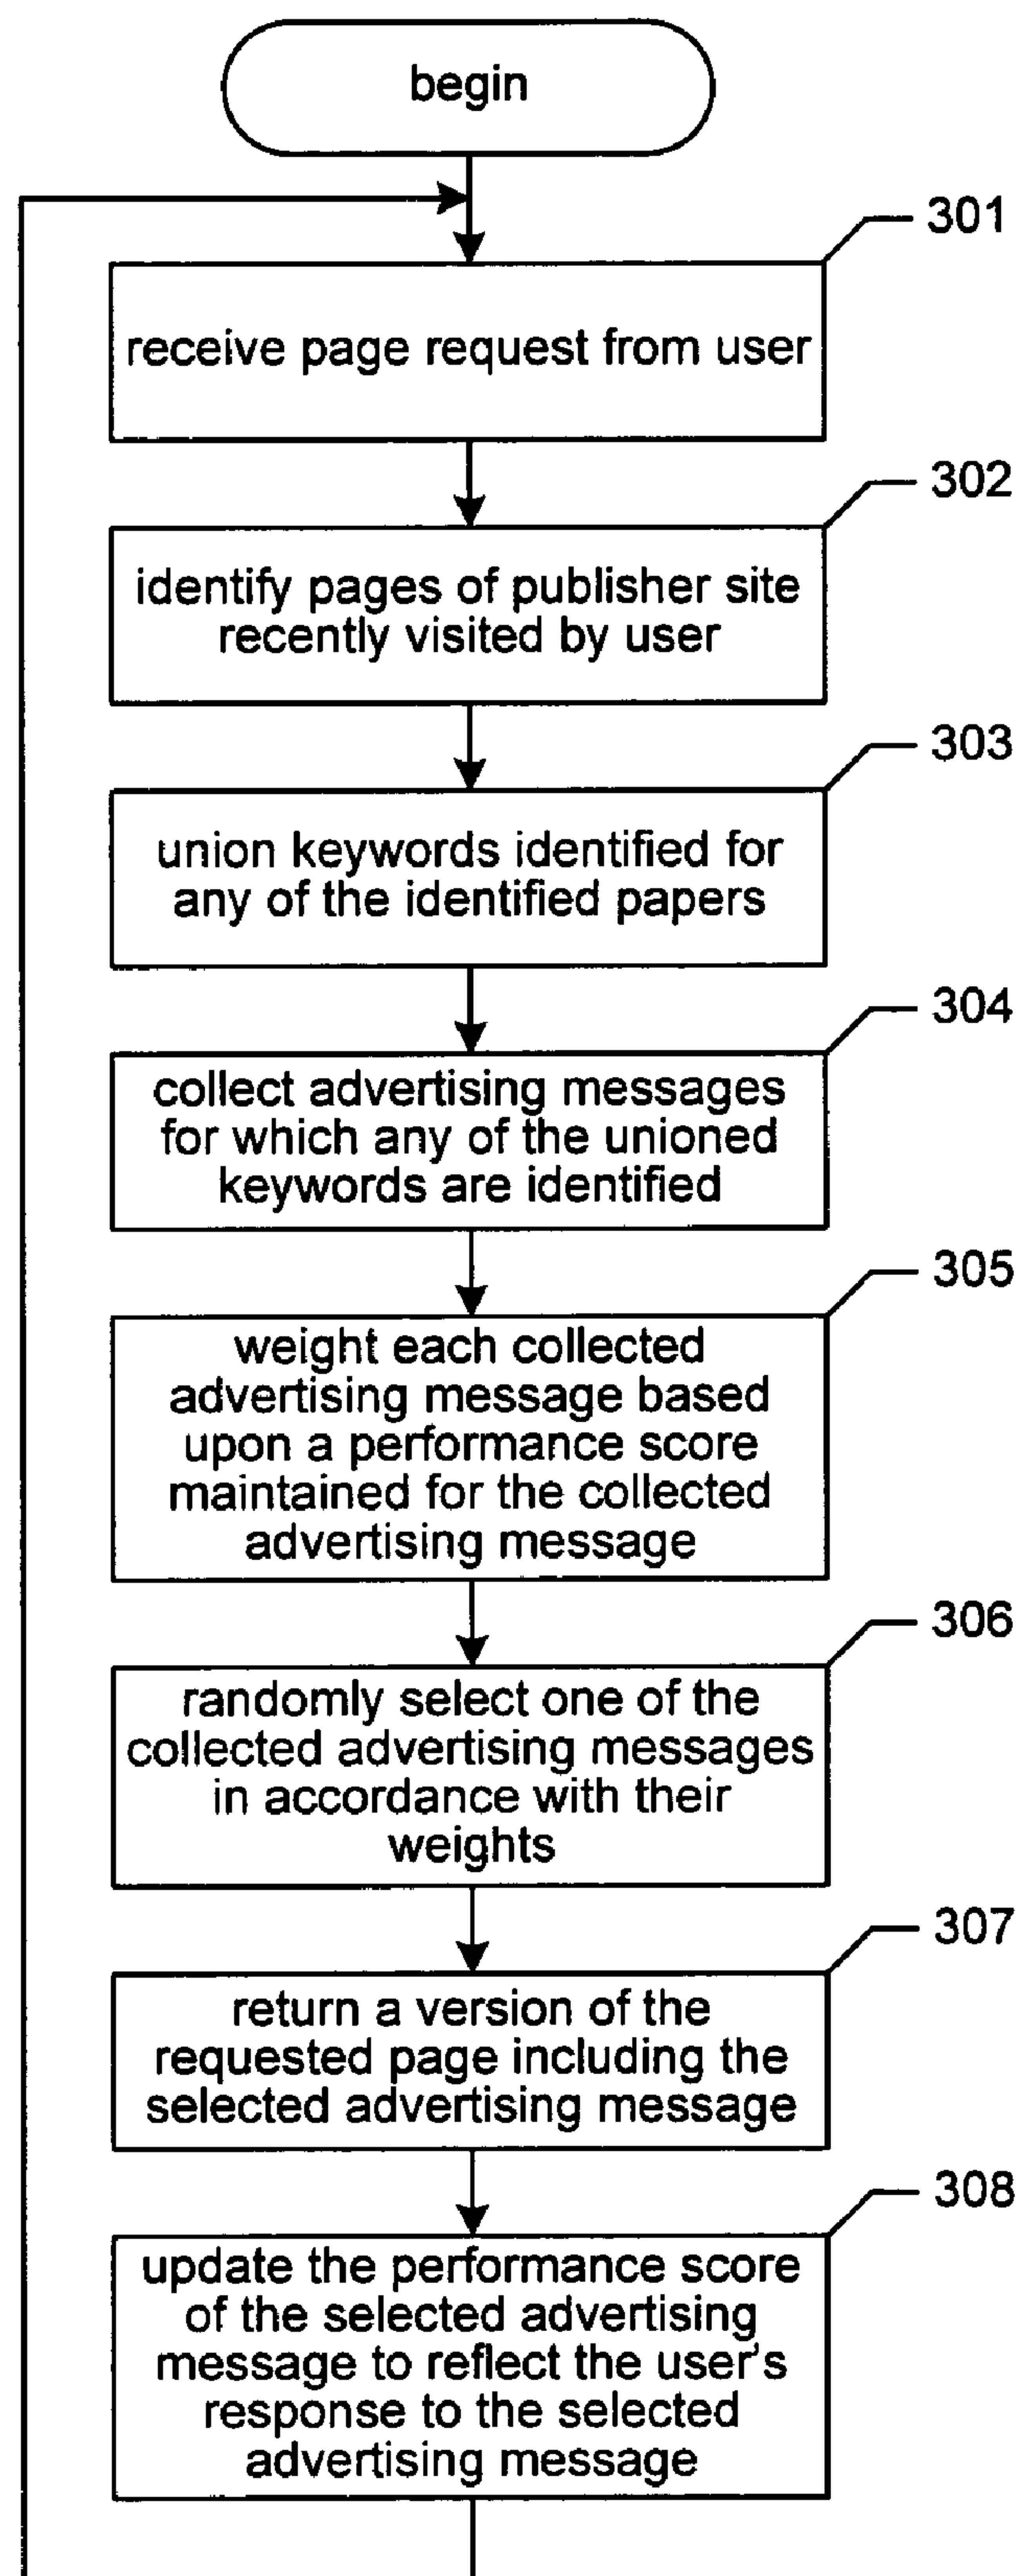 begin
301
receive page request from user
302
identify pages of publisher site
recently visited by user
303
union keywords identified for
any of the identified papers
304
collect advertising messages
for which any of the unioned
keywords are identified
305
weight each collected
advertising message based
upon a performance score
maintained for the collected
advertising message
306
randomly select one of the
collected advertising messages
in accordance with their
weights
307
return a version of the
requested page including the
selected advertising message
308
update the performance score
of the selected advertising
message to reflect the user's
response to the selected
advertising message